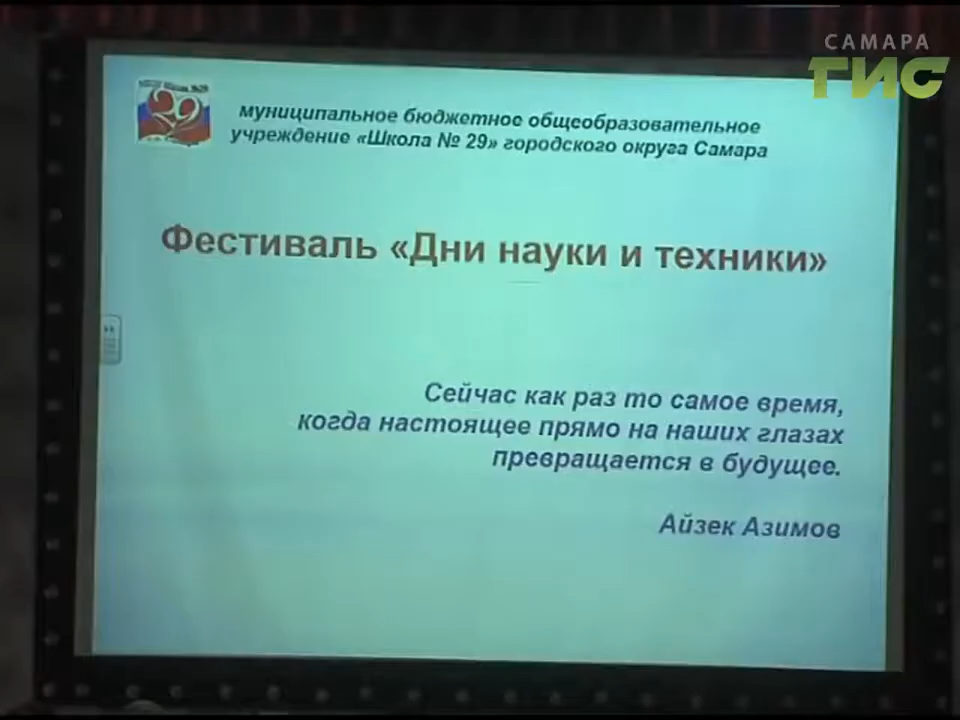 САМАРА
ГИС
29
муниципальное бюджетное общеобразовательное
учреждение «Школа № 29» городского округа Самара
Фестиваль «Дни науки и техники»
Сейчас как раз то самое время,
когда настоящее прямо на наших глазах
превращается в будущее.
Айзек Азимов